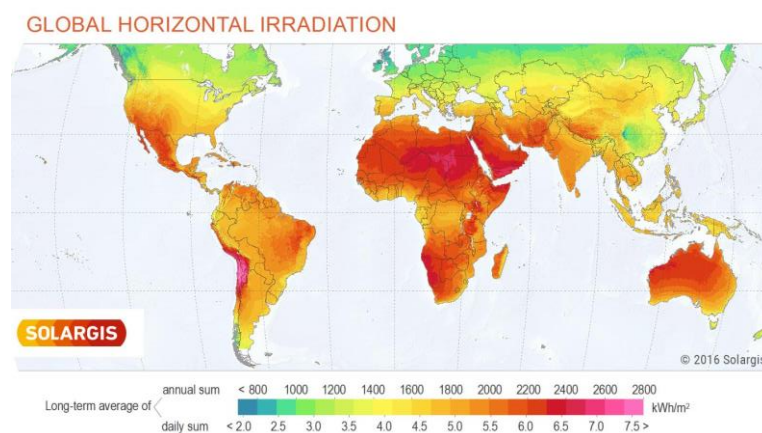 GLOBAL HORIZONTAL IRRADIATION
SOLARGIS
© 2016 Solargis
annual sum < 800 1000 1200 1400 1600 1800 2000 2200 2400 2600 2800
Long-term average of kWh/m²
daily sum < 2.0 2.5 3.0 3.5 4.0 4.5 5.0 5.5 6.0 6.5 7.0 7.5 >